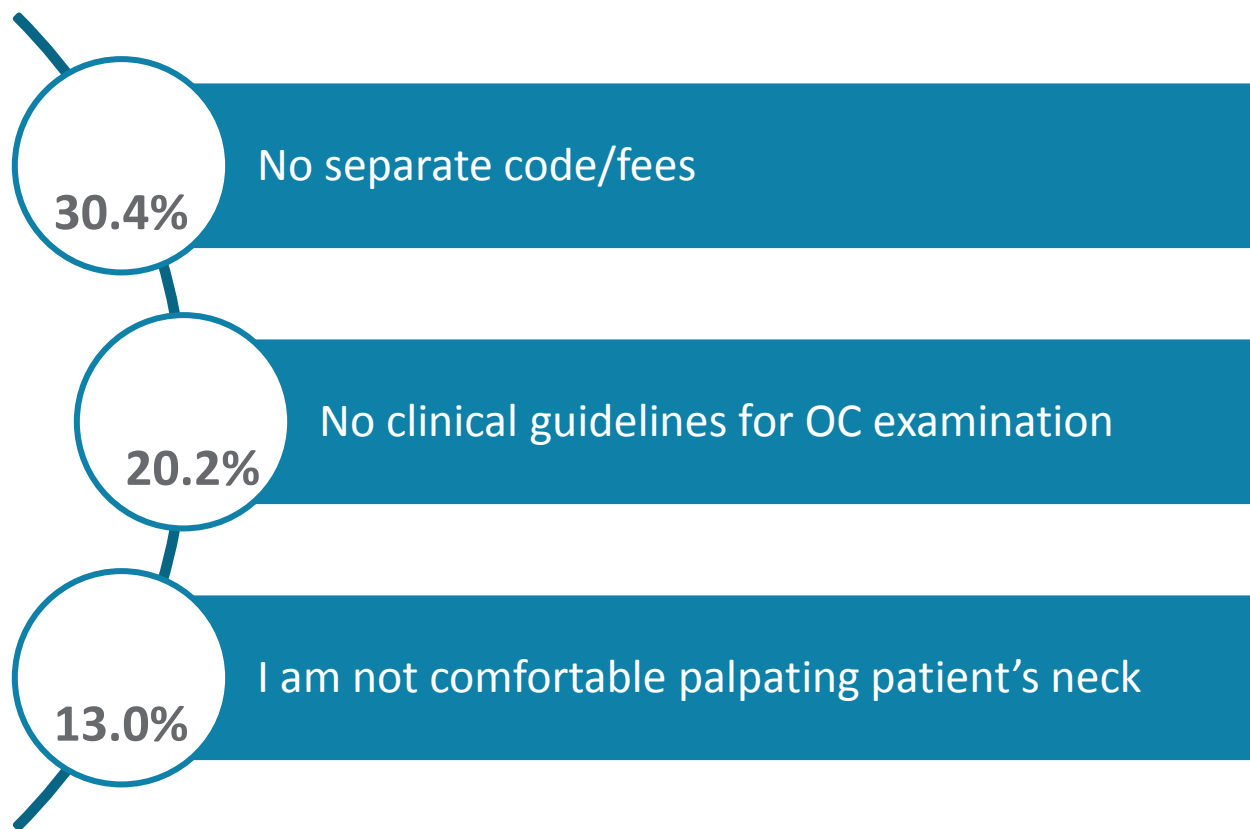 30.4%
No separate code/fees
20.2%
No clinical guidelines for OC examination
13.0%
I am not comfortable palpating patient’s neck